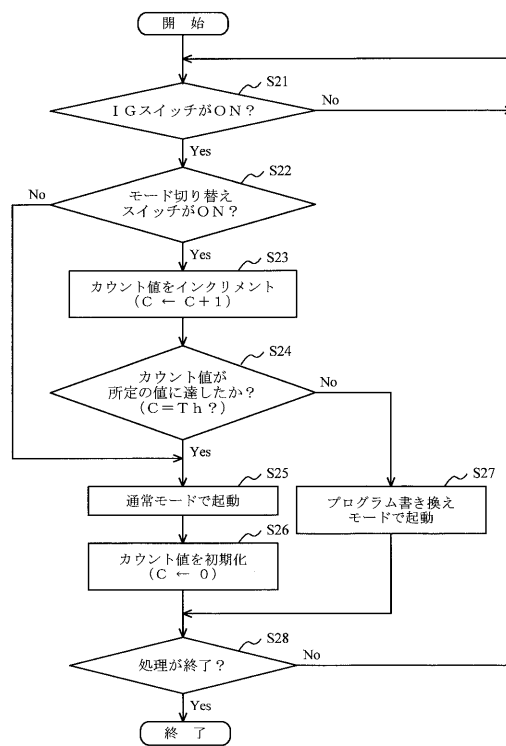 開 始
S21
ＩＧスイッチがＯＮ？
No
Yes
S22
No
モード切り替え
スイッチがＯＮ？
Yes
S23
カウント値をインクリメント
（Ｃ ← Ｃ＋１）
S24
カウント値が
所定の値に達したか？
（Ｃ＝Ｔｈ？）
No
Yes
S25
通常モードで起動
S27
プログラム書き換え
モードで起動
S26
カウント値を初期化
（Ｃ ← ０）
S28
処理が終了？
No
Yes
終 了